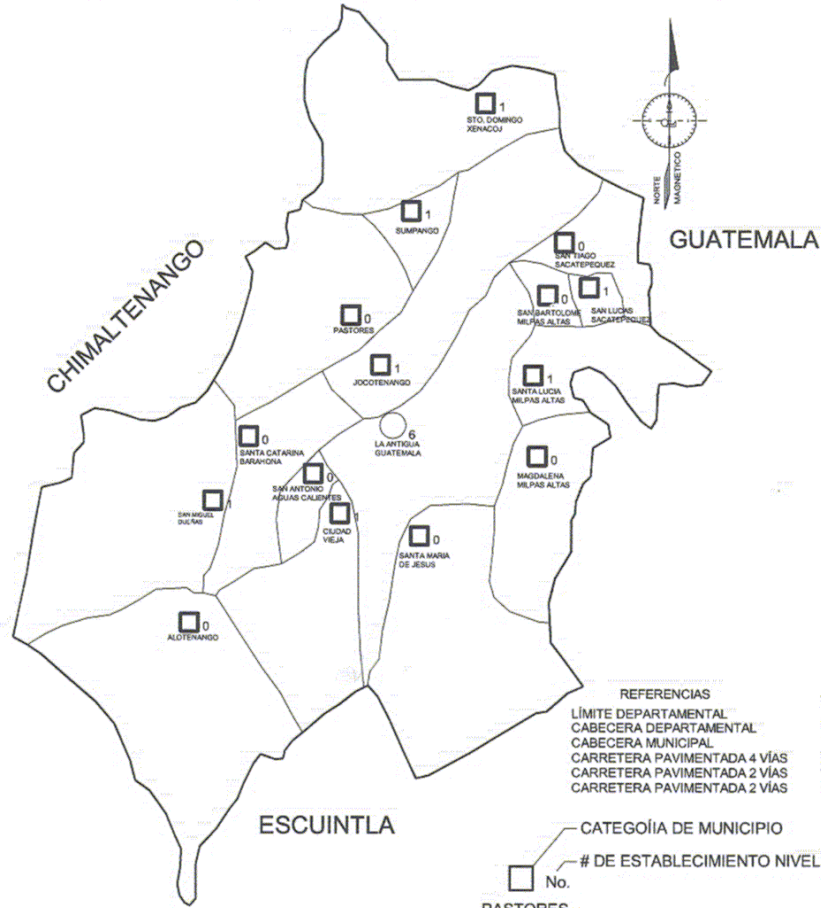 1
STO. DOMINGO
XENACOJ
NORTE
MAGNETICO
1
SUMPANGO
GUATEMALA
0
SAN TIAGO
SACATEPEQUEZ
CHIMALTENANGO
0
SAN BARTOLOME
MILPAS ALTAS
1
SAN LUCAS
SACATEPEQUEZ
0
PASTORES
1
JOCOTENANGO
1
SANTA LUCIA
MILPAS ALTAS
6
LA ANTIGUA
GUATEMALA
0
SANTA CATARINA
BARAHONA
0
SAN ANTONIO
AGUAS CALIENTES
0
MAGDALENA
MILPAS ALTAS
1
SAN MIGUEL
DUEÑAS
1
CIUDAD
VIEJA
0
SANTA MARIA
DE JESUS
0
ALOTENANGO
ESCUINTLA
REFERENCIAS
LÍMITE DEPARTAMENTAL
CABECERA DEPARTAMENTAL
CABECERA MUNICIPAL
CARRETERA PAVIMENTADA 4 VÍAS
CARRETERA PAVIMENTADA 2 VÍAS
CARRETERA PAVIMENTADA 2 VÍAS
CATEGOÍIA DE MUNICIPIO
# DE ESTABLECIMIENTO NIVEL
No.
PASTORES